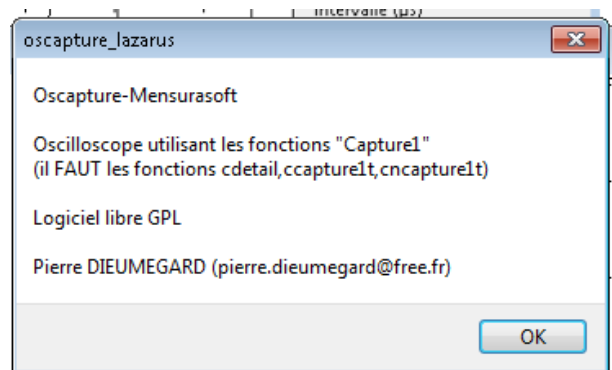 Intervalle (µs)
oscapture_lazarus
Oscapture-Mensurasoft
Oscilloscope utilisant les fonctions "Capture1"
(il FAUT les fonctions cdetail,ccapture1t,cncapture1t)
Logiciel libre GPL
Pierre DIEUMEGARD (pierre.dieumegard@free.fr)
OK